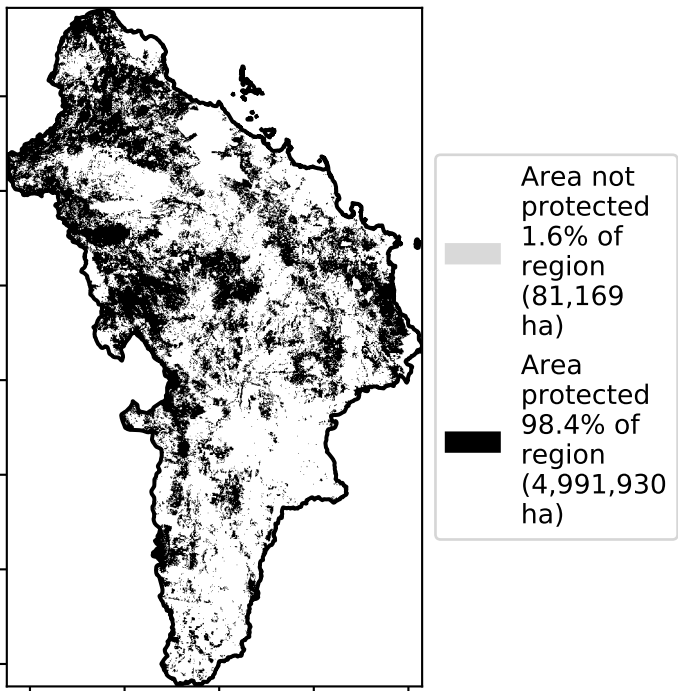 Area not
protected
1.6% of
region
(81,169
ha)
Area
protected
98.4% of
region
(4,991,930
ha)